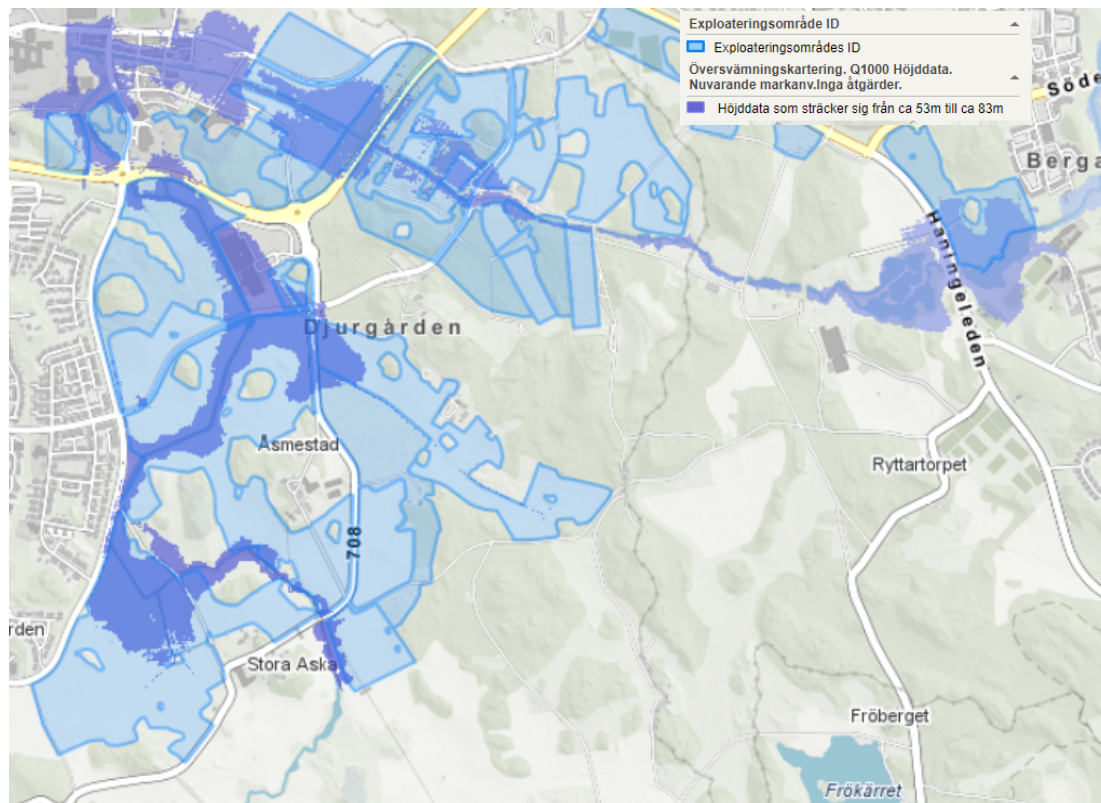 Exploateringsområde ID
Exploateringsområdes ID
Översvämningskartering. Q1000 Höjddata.
Nuvarande markanv.Inga åtgärder.
Höjddata som sträcker sig från ca 53m till ca 83m
Söde
Berga
Haningeleden
Djurgården
Åsmestad
Ryttartorpet
708
rden
Stora Aska
Fröberget
Frökärret